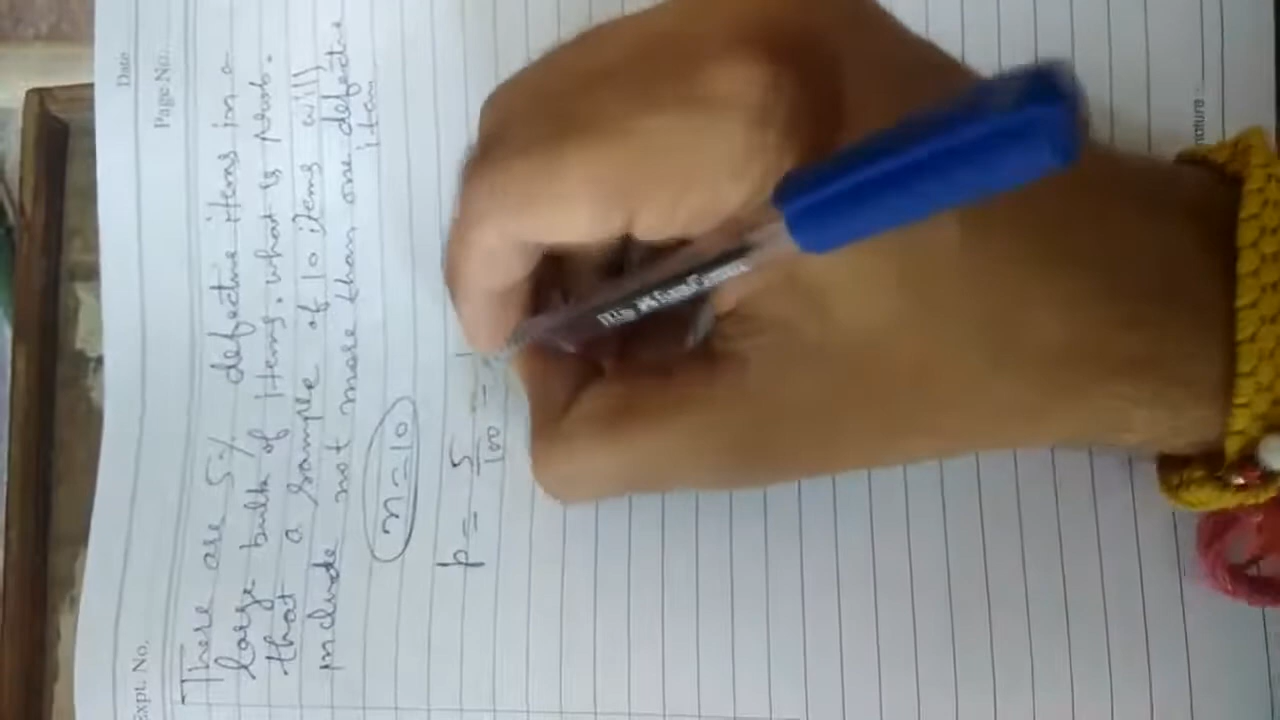 Date
Page No.
Expt. No.
There are 5% defective items in a
large bulk of items. what is prob.
that a sample of 10 items will
include not more than one defective
item
n = 10
p = 5/100 = 1